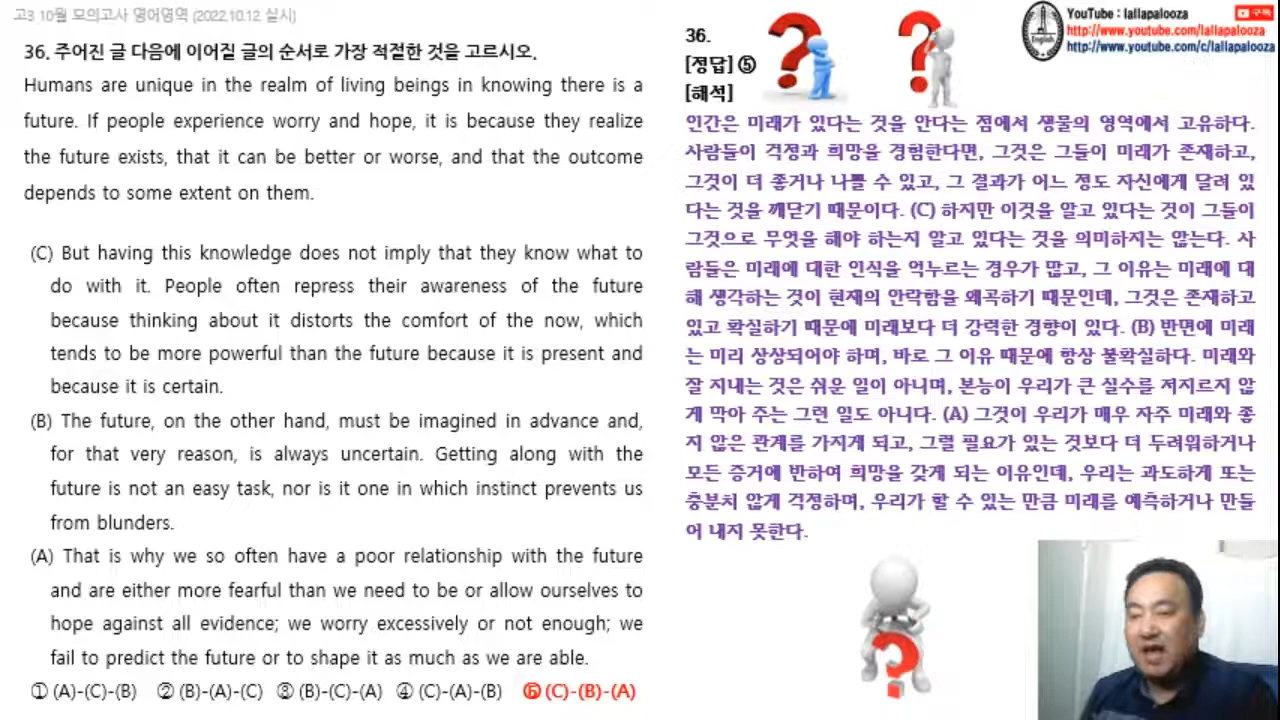 고3 10월 모의고사 영어영역 (2022.10.12 실시)
36. 주어진 글 다음에 이어질 글의 순서로 가장 적절한 것을 고르시오.
Humans are unique in the realm of living beings in knowing there is a
future. If people experience worry and hope, it is because they realize
the future exists, that it can be better or worse, and that the outcome
depends to some extent on them.
(C) But having this knowledge does not imply that they know what to
do with it. People often repress their awareness of the future
because thinking about it distorts the comfort of the now, which
tends to be more powerful than the future because it is present and
because it is certain.
(B) The future, on the other hand, must be imagined in advance and,
for that very reason, is always uncertain. Getting along with the
future is not an easy task, nor is it one in which instinct prevents us
from blunders.
(A) That is why we so often have a poor relationship with the future
and are either more fearful than we need to be or allow ourselves to
hope against all evidence; we worry excessively or not enough; we
fail to predict the future or to shape it as much as we are able.
① (A)-(C)-(B) ② (B)-(A)-(C) ③ (B)-(C)-(A) ④ (C)-(A)-(B) ⑤ (C)-(B)-(A)
36.
[정답] ⑤
[해석]
인간은 미래가 있다는 것을 안다는 점에서 생물의 영역에서 고유하다.
사람들이 걱정과 희망을 경험한다면, 그것은 그들이 미래가 존재하고,
그것이 더 좋거나 나쁠 수 있고, 그 결과가 어느 정도 자신에게 달려 있
다는 것을 깨닫기 때문이다. (C) 하지만 이것을 알고 있다는 것이 그들이
그것으로 무엇을 해야 하는지 알고 있다는 것을 의미하지는 않는다. 사
람들은 미래에 대한 인식을 억누르는 경우가 많고, 그 이유는 미래에 대
해 생각하는 것이 현재의 안락함을 왜곡하기 때문인데, 그것은 존재하고
있고 확실하기 때문에 미래보다 더 강력한 경향이 있다. (B) 반면에 미래
는 미리 상상되어야 하며, 바로 그 이유 때문에 항상 불확실하다. 미래와
잘 지내는 것은 쉬운 일이 아니며, 본능이 우리가 큰 실수를 저지르지 않
게 막아 주는 그런 일도 아니다. (A) 그것이 우리가 매우 자주 미래와 좋
지 않은 관계를 가지게 되고, 그럴 필요가 있는 것보다 더 두려워하거나
모든 증거에 반하여 희망을 갖게 되는 이유인데, 우리는 과도하게 또는
충분치 않게 걱정하며, 우리가 할 수 있는 만큼 미래를 예측하거나 만들
어 내지 못한다.
YouTube : lallapalooza
구독
http://www.youtube.com/lallapalooza
http://www.youtube.com/c/lallapalooza
English